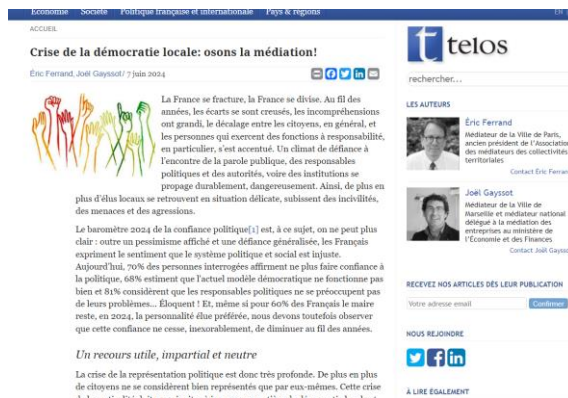 Économie Société Politique française et internationale Pays & régions
EN
ACCUEIL
Crise de la démocratie locale: osons la médiation!
Éric Ferrand, Joël Gayssot/ 7 juin 2024
La France se fracture, la France se divise. Au fil des
années, les écarts se sont creusés, les incompréhensions
ont grandi, le décalage entre les citoyens, en général, et
les personnes qui exercent des fonctions à responsabilité,
en particulier, s'est accentué. Un climat de défiance à
l'encontre de la parole publique, des responsables
politiques et des autorités, voire des institutions se
propage durablement, dangereusement. Ainsi, de plus en
plus d'élus locaux se retrouvent en situation délicate, subissent des incivilités,
des menaces et des agressions.
Le baromètre 2024 de la confiance politique[1] est, à ce sujet, on ne peut plus
clair : outre un pessimisme affiché et une défiance généralisée, les Français
expriment le sentiment que le système politique et social est injuste.
Aujourd'hui, 70% des personnes interrogées affirment ne plus faire confiance à
la politique, 68% estiment que l'actuel modèle démocratique ne fonctionne pas
bien et 81% considèrent que les responsables politiques ne se préoccupent pas
de leurs problèmes... Éloquent ! Et, même si pour 60% des Français le maire
reste, en 2024, la personnalité élue préférée, nous devons toutefois observer
que cette confiance ne cesse, inexorablement, de diminuer au fil des années.
Un recours utile, impartial et neutre
La crise de la représentation politique est donc très profonde. De plus en plus
de citoyens ne se considèrent bien représentés que par eux-mêmes. Cette crise
t telos
rechercher...
LES AUTEURS
Éric Ferrand
Médiateur de la Ville de Paris,
ancien président de l'Association
des médiateurs des collectivités
territoriales
Contact Éric Ferran
Joël Gayssot
Médiateur de la Ville de
Marseille et médiateur national
délégué à la médiation des
entreprises au ministère de
l'Économie et des Finances
Contact Joël Gaysso
RECEVEZ NOS ARTICLES DÈS LEUR PUBLICATION
Votre adresse email
Confirmer
NOUS REJOINDRE
À LIRE ÉGALEMENT